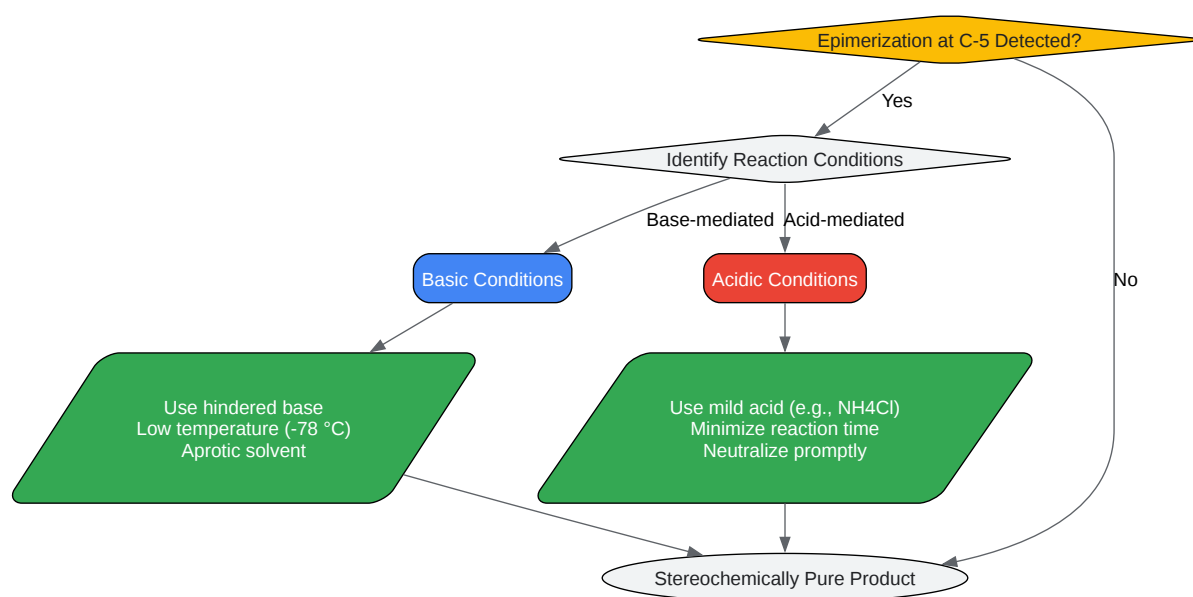 Epimerization at C-5 Detected?
Yes
Identify Reaction Conditions
Base-mediated
Acid-mediated
Basic Conditions
Acidic Conditions
No
Use hindered base
Low temperature (-78 °C)
Aprotic solvent
Use mild acid (e.g., NH4Cl)
Minimize reaction time
Neutralize promptly
Stereochemically Pure Product